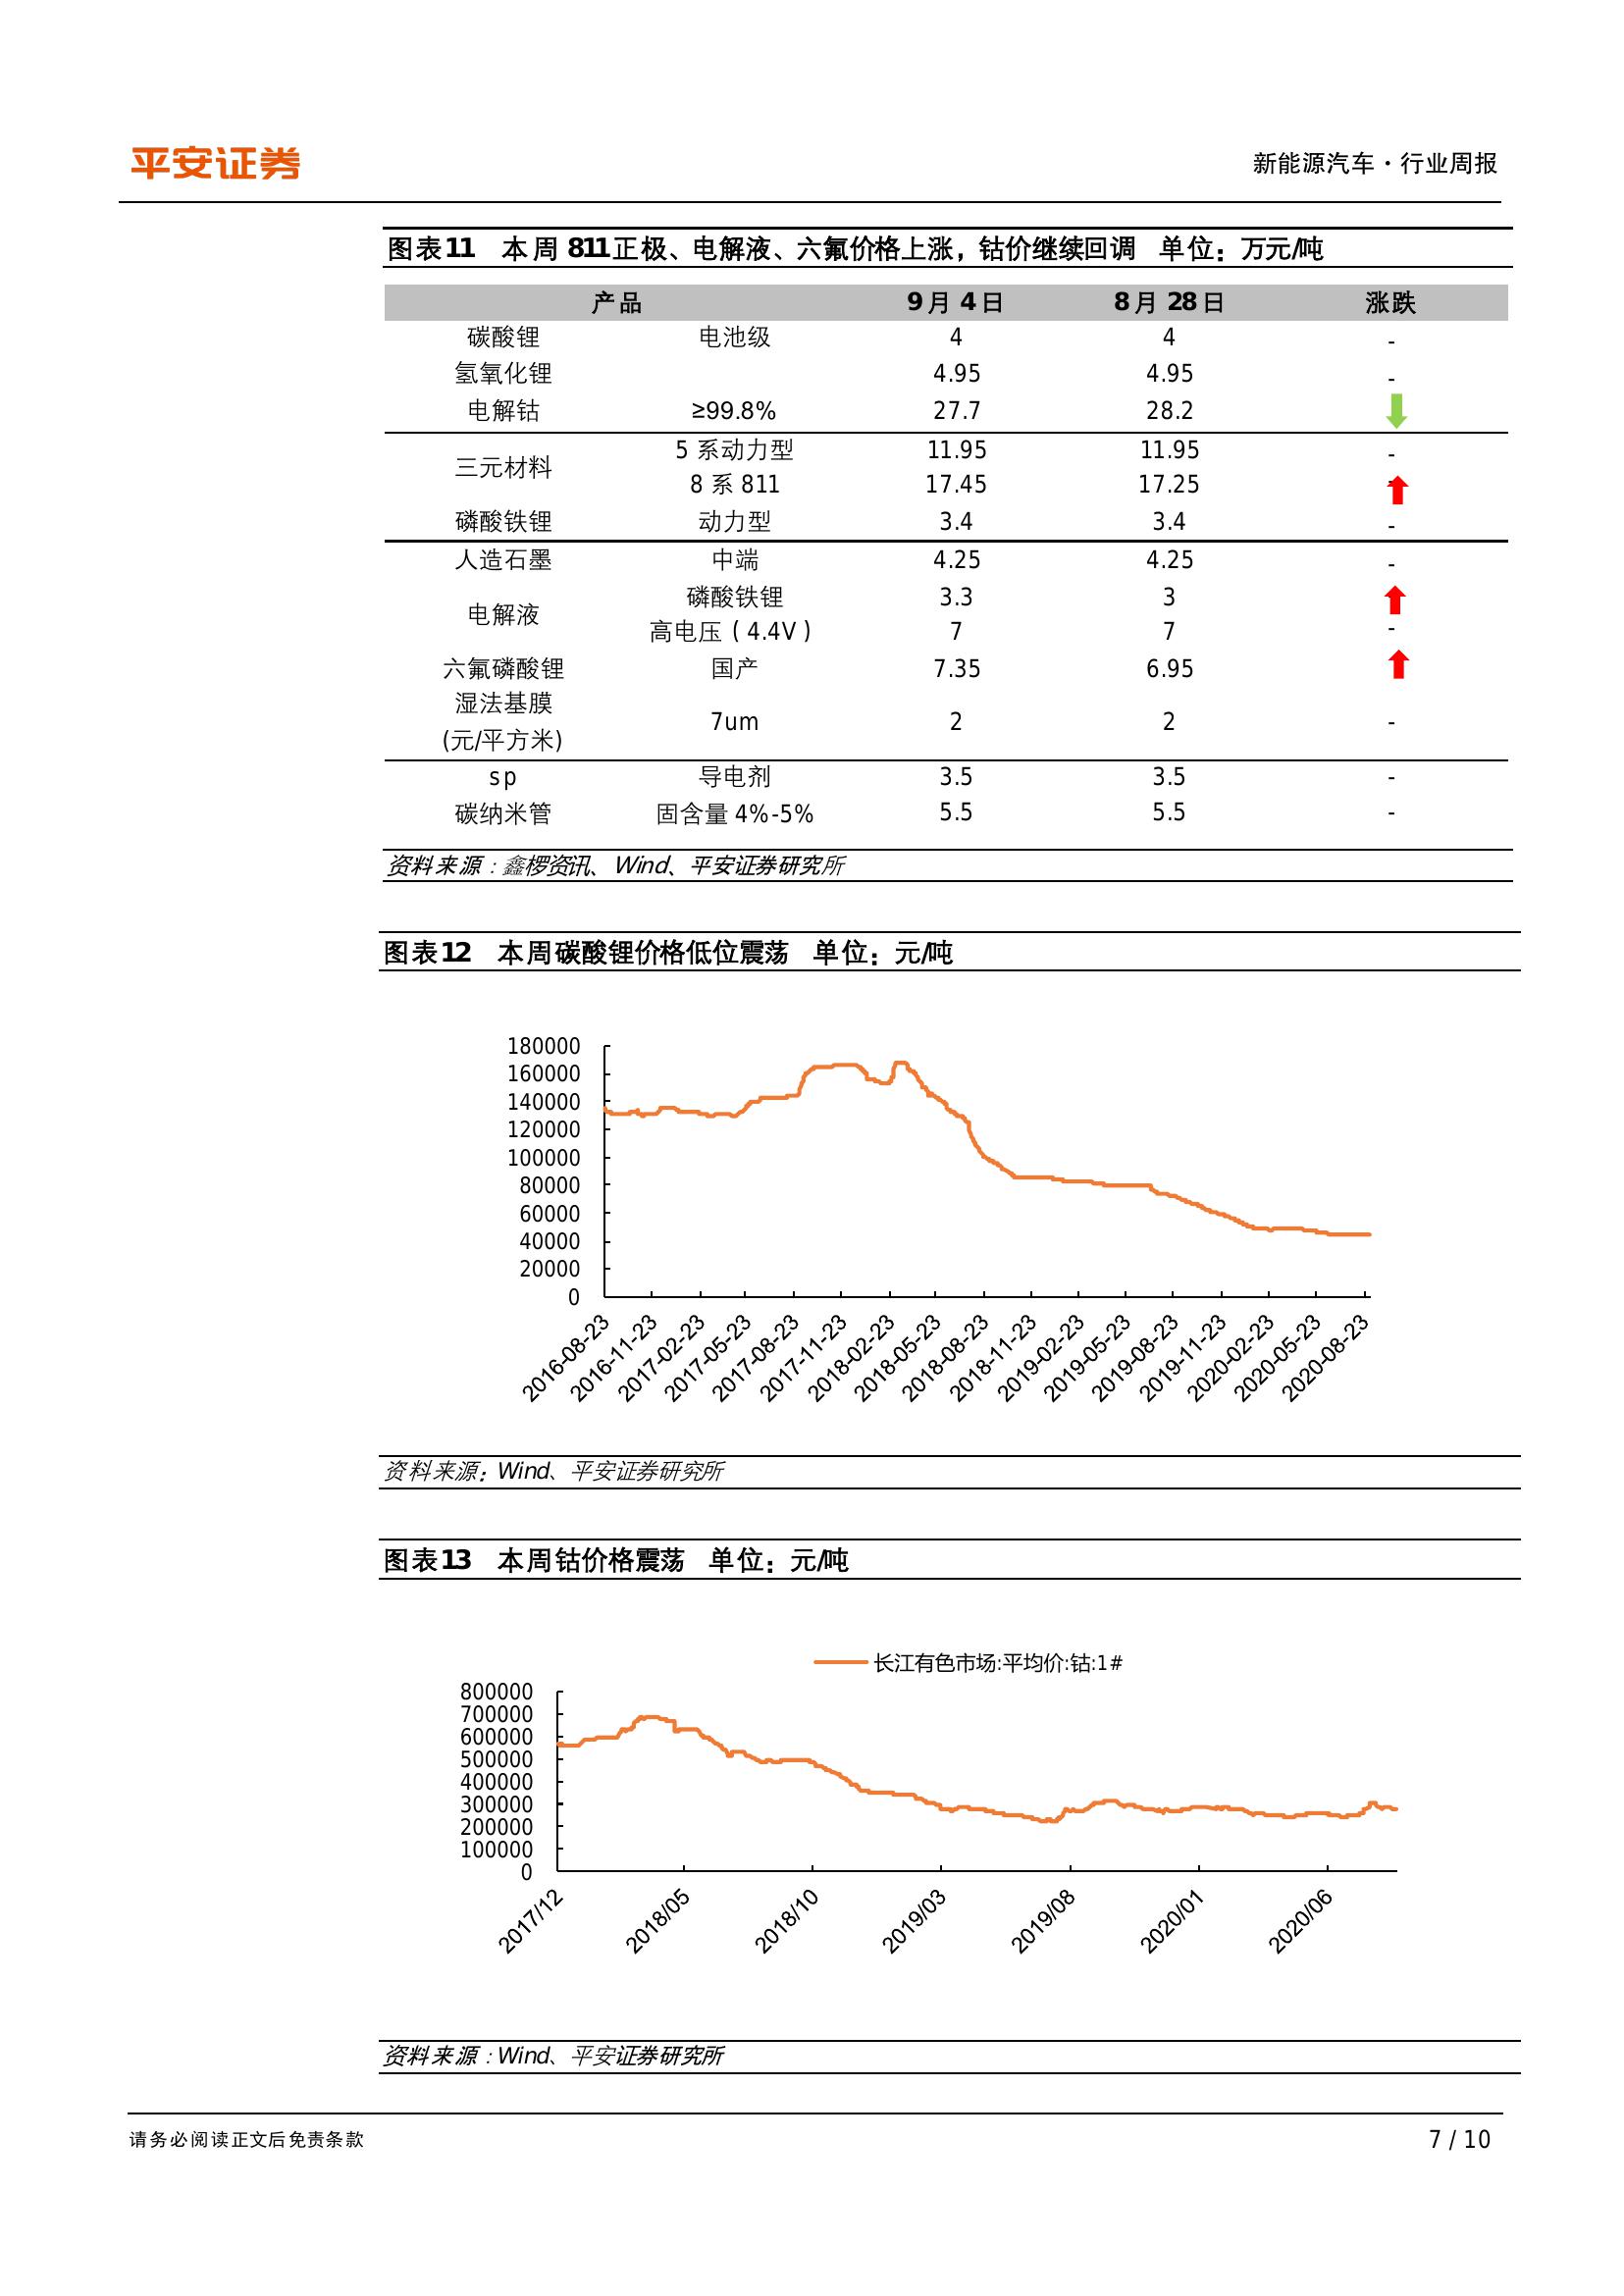 平安证券
新能源汽车·行业周报
图表11 本周 811正极、电解液、六氟价格上涨，钴价继续回调 单位：万元/吨
产品 9月4日 8月28日 涨跌
碳酸锂 电池级 4 4 -
氢氧化锂 4.95 4.95 -
电解钴 ≥99.8% 27.7 28.2
三元材料
5 系动力型 11.95 11.95 -
8 系 811 17.45 17.25
磷酸铁锂 动力型 3.4 3.4 -
人造石墨 中端 4.25 4.25 -
电解液
磷酸铁锂 3.3 3
高电压（4.4V） 7 7 -
六氟磷酸锂 国产 7.35 6.95
湿法基膜
(元/平方米)
7um 2 2 -
sp 导电剂 3.5 3.5 -
碳纳米管 固含量 4%-5% 5.5 5.5 -
资料来源：鑫椤资讯、Wind、平安证券研究所
图表12 本周碳酸锂价格低位震荡 单位：元/吨
180000
160000
140000
120000
100000
80000
60000
40000
20000
0
2016-08-23
2016-11-23
2017-02-23
2017-05-23
2017-08-23
2017-11-23
2018-02-23
2018-05-23
2018-08-23
2018-11-23
2019-02-23
2019-05-23
2019-08-23
2019-11-23
2020-02-23
2020-05-23
2020-08-23
资料来源：Wind、平安证券研究所
图表13 本周钴价格震荡 单位：元/吨
长江有色市场:平均价:钴:1#
800000
700000
600000
500000
400000
300000
200000
100000
0
2017/12
2018/05
2018/10
2019/03
2019/08
2020/01
2020/06
资料来源：Wind、平安证券研究所
请务必阅读正文后免责条款
7 / 10